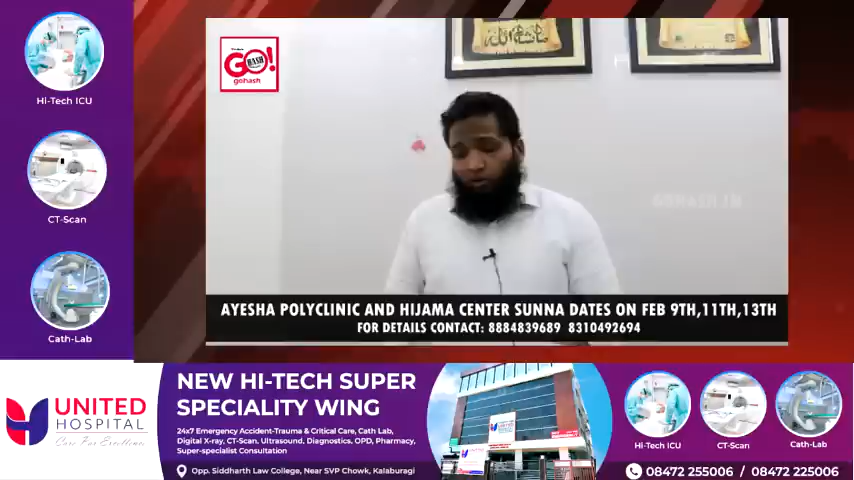 Hi-Tech ICU
CT-Scan
Cath-Lab
GO!
HASH
gohash
GOHASH.IN
AYESHA POLYCLINIC AND HIJAMA CENTER SUNNA DATES ON FEB 9TH,11TH,13TH
FOR DETAILS CONTACT: 8884839689 8310492694
UNITED
HOSPITAL
Care For Excellence
NEW HI-TECH SUPER
SPECIALITY WING
24x7 Emergency Accident-Trauma & Critical Care, Cath Lab,
Digital X-ray, CT-Scan, Ultrasound, Diagnostics, OPD, Pharmacy,
Super-specialist Consultation
Opp. Siddharth Law College, Near SVP Chowk, Kalaburagi
Hi-Tech ICU
CT-Scan
Cath-Lab
08472 255006 / 08472 225006